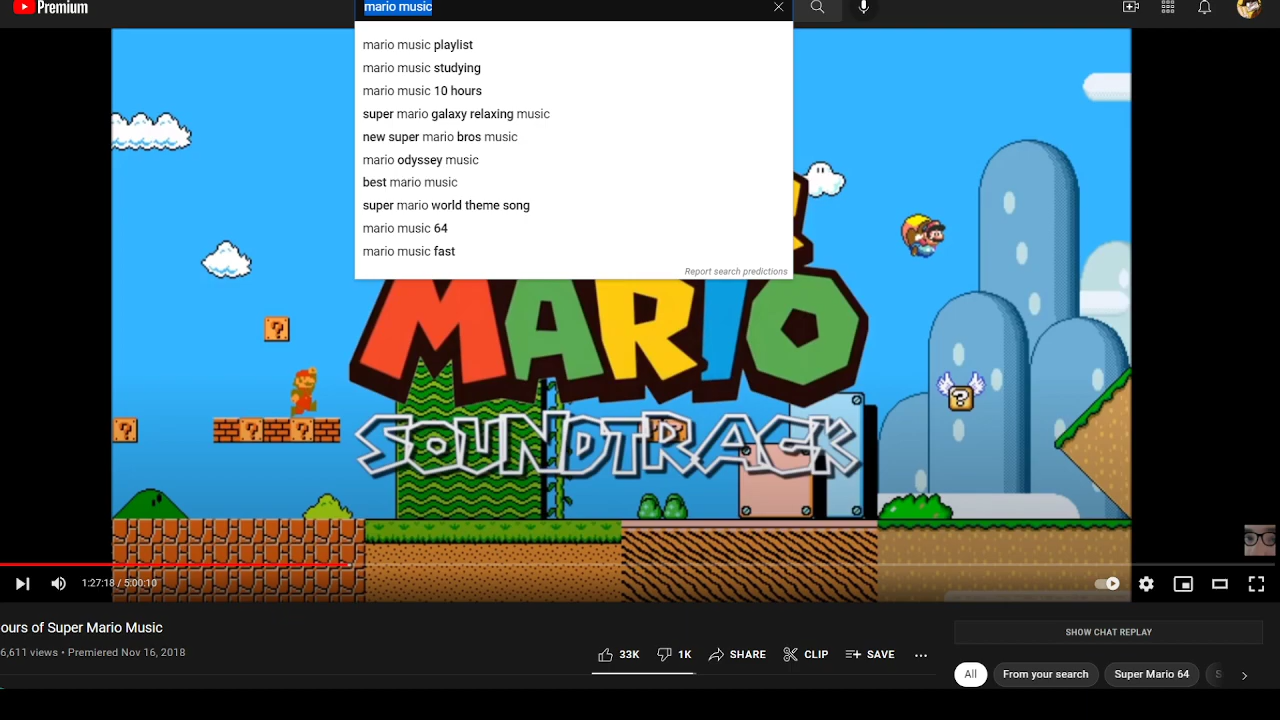 Premium
mario music
mario music playlist
mario music studying
mario music 10 hours
super mario galaxy relaxing music
new super mario bros music
mario odyssey music
best mario music
super mario world theme song
mario music 64
mario music fast
Report search predictions
MARIO
SOUNDTRACK
1:27:18 / 5:00:10
ours of Super Mario Music
6,611 views • Premiered Nov 16, 2018
33K
1K
SHARE
CLIP
SAVE
SHOW CHAT REPLAY
All
From your search
Super Mario 64
S